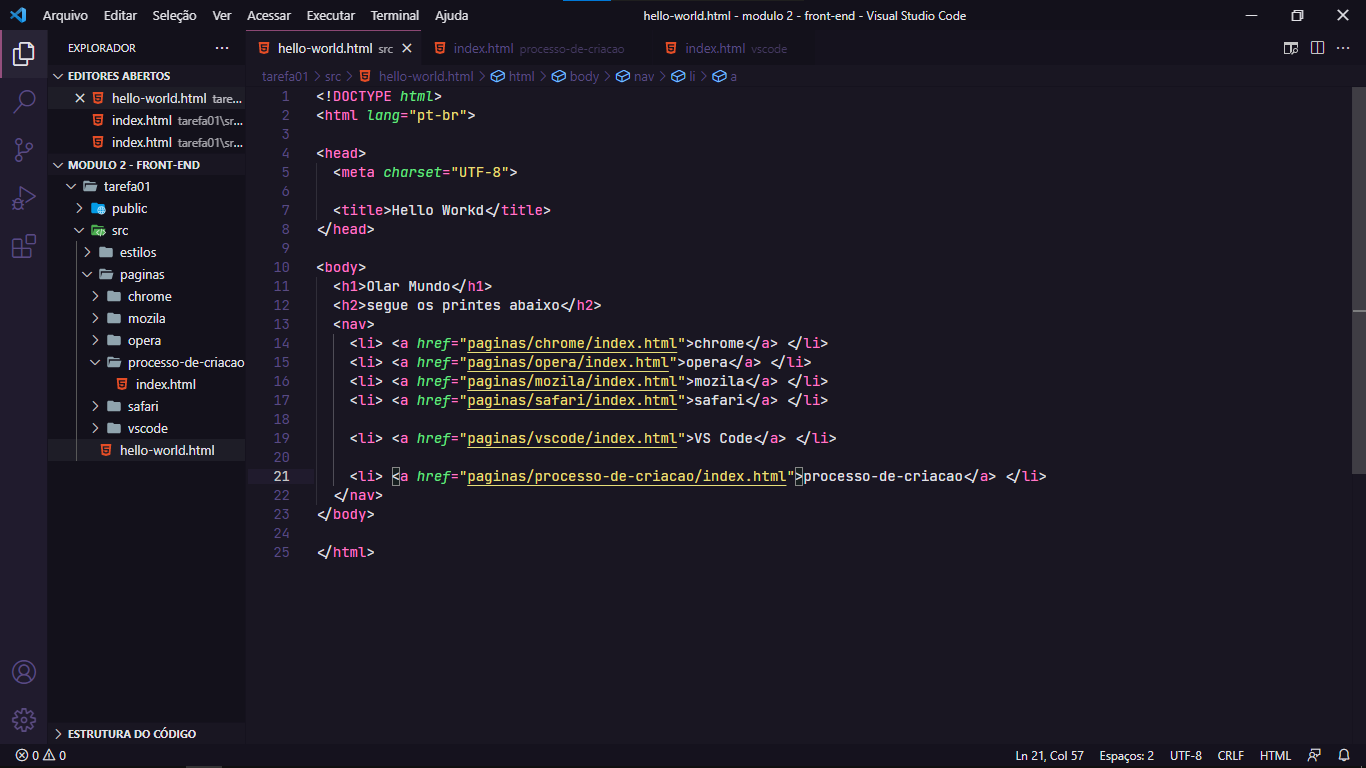 Arquivo Editar Seleção Ver Acessar Executar Terminal Ajuda hello-world.html - modulo 2 - front-end - Visual Studio Code
EXPLORADOR ...
EDITORES ABERTOS
hello-world.html tare...
index.html tarefa01\sr...
index.html tarefa01\sr...
MODULO 2 - FRONT-END
tarefa01
public
src
estilos
paginas
chrome
mozila
opera
processo-de-criacao
index.html
safari
vscode
hello-world.html
ESTRUTURA DO CÓDIGO
hello-world.html src index.html processo-de-criacao index.html vscode
tarefa01 > src > hello-world.html > html > body > nav > li > a
1 <!DOCTYPE html>
2 <html lang="pt-br">
3
4 <head>
5 <meta charset="UTF-8">
6
7 <title>Hello Workd</title>
8 </head>
9
10 <body>
11 <h1>Olar Mundo</h1>
12 <h2>segue os printes abaixo</h2>
13 <nav>
14 <li> <a href="paginas/chrome/index.html">chrome</a> </li>
15 <li> <a href="paginas/opera/index.html">opera</a> </li>
16 <li> <a href="paginas/mozila/index.html">mozila</a> </li>
17 <li> <a href="paginas/safari/index.html">safari</a> </li>
18
19 <li> <a href="paginas/vscode/index.html">VS Code</a> </li>
20
21 <li> <a href="paginas/processo-de-criacao/index.html">processo-de-criacao</a> </li>
22 </nav>
23 </body>
24
25 </html>
0 0 Ln 21, Col 57 Espaços: 2 UTF-8 CRLF HTML